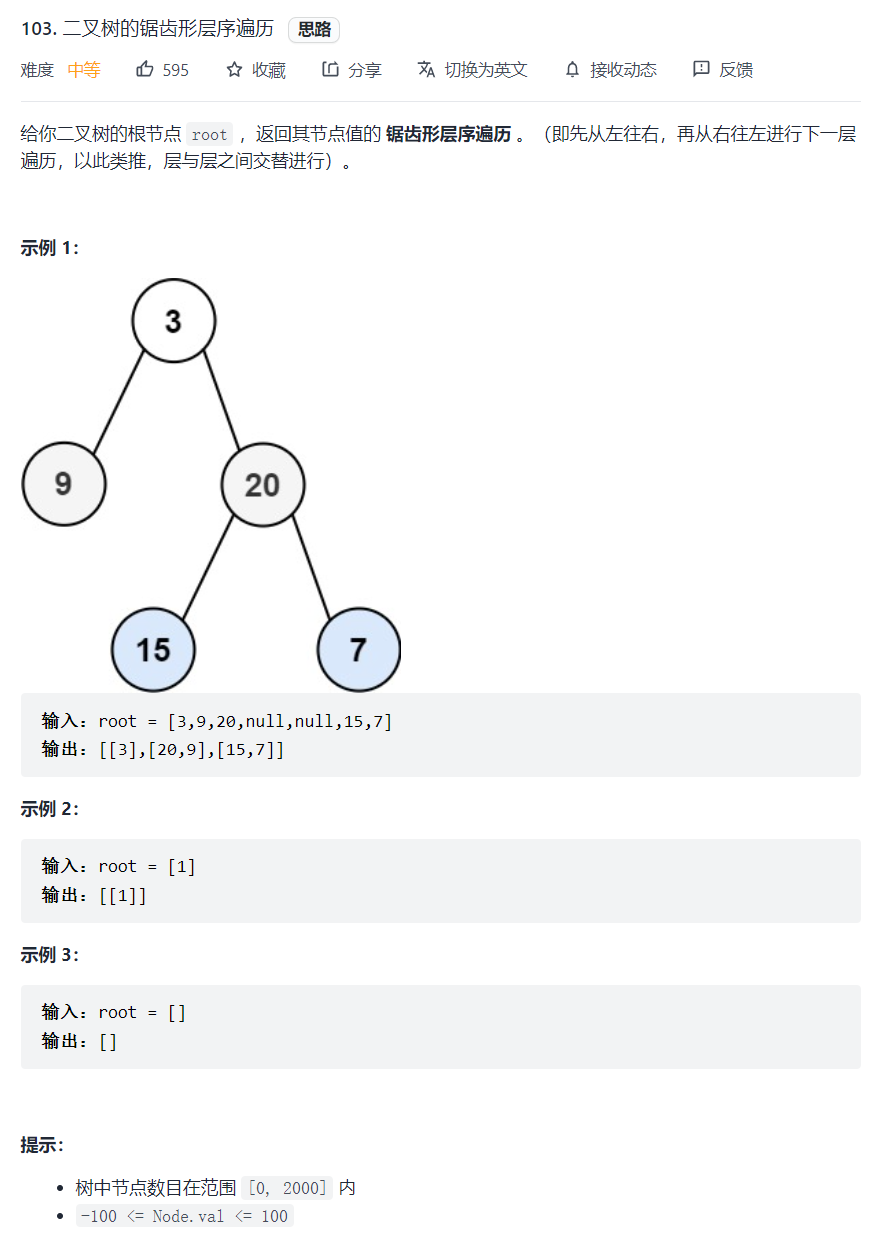 103. 二叉树的锯齿形层序遍历 思路
难度 中等 595 收藏 分享 切换为英文 接收动态 反馈
给你二叉树的根节点 root ，返回其节点值的 锯齿形层序遍历 。（即先从左往右，再从右往左进行下一层
遍历，以此类推，层与层之间交替进行）。
示例 1：
3
9 20
15 7
输入：root = [3,9,20,null,null,15,7]
输出：[[3],[20,9],[15,7]]
示例 2：
输入：root = [1]
输出：[[1]]
示例 3：
输入：root = []
输出：[]
提示：
• 树中节点数目在范围 [0, 2000] 内
• -100 <= Node.val <= 100